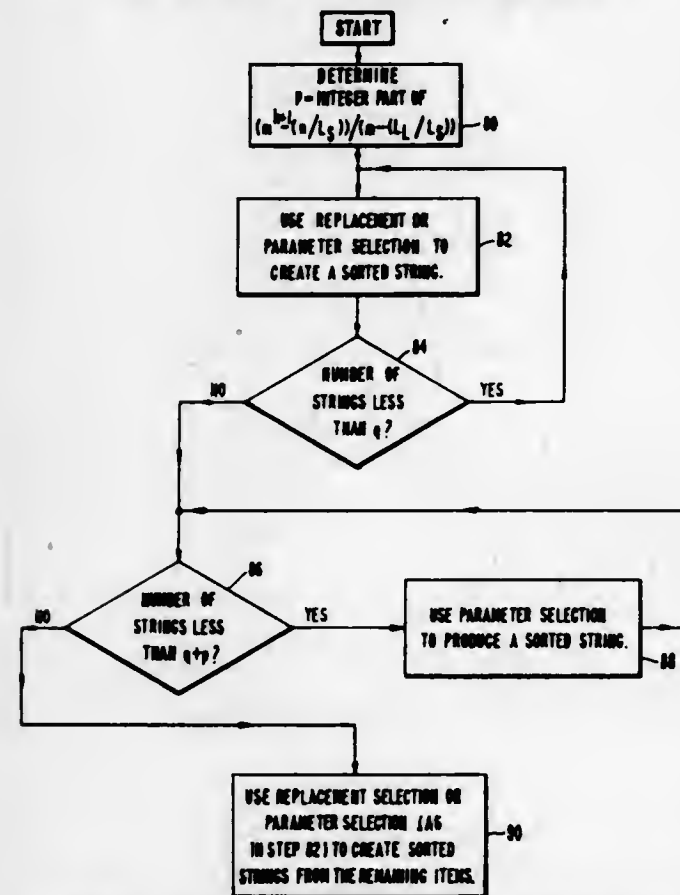 START
DETERMINE
P=INTEGER PART OF
80
USE REPLACEMENT OR
PARAMETER SELECTION TO
CREATE A SORTED STRING.
82
84
NUMBER OF
STRINGS LESS
THAN q?
NO
YES
86
NUMBER OF
STRINGS LESS
THAN q+p?
NO
YES
USE PARAMETER SELECTION
TO PRODUCE A SORTED STRING.
88
USE REPLACEMENT SELECTION OR
PARAMETER SELECTION (AS
IN STEP 82) TO CREATE SORTED
STRINGS FROM THE REMAINING ITEMS.
90